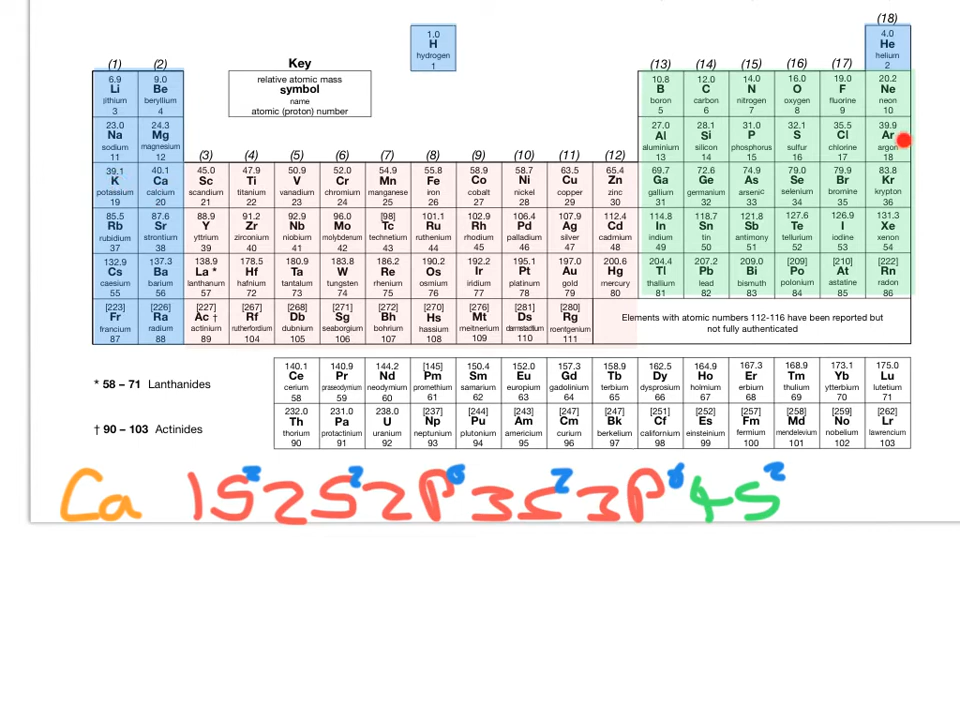 (18)
1.0 4.0
H He
hydrogen helium
(1) (2) Key 1 (13) (14) (15) (16) (17) 2
6.9 9.0 relative atomic mass 10.8 12.0 14.0 16.0 19.0 20.2
Li Be symbol B C N O F Ne
lithium beryllium name boron carbon nitrogen oxygen fluorine neon
3 4 atomic (proton) number 5 6 7 8 9 10
23.0 24.3 27.0 28.1 31.0 32.1 35.5 39.9
Na Mg Al Si P S Cl Ar
sodium magnesium aluminium silicon phosphorus sulfur chlorine argon
11 12 (3) (4) (5) (6) (7) (8) (9) (10) (11) (12) 13 14 15 16 17 18
39.1 40.1 45.0 47.9 50.9 52.0 54.9 55.8 58.9 58.7 63.5 65.4 69.7 72.6 74.9 79.0 79.9 83.8
K Ca Sc Ti V Cr Mn Fe Co Ni Cu Zn Ga Ge As Se Br Kr
potassium calcium scandium titanium vanadium chromium manganese iron cobalt nickel copper zinc gallium germanium arsenic selenium bromine krypton
19 20 21 22 23 24 25 26 27 28 29 30 31 32 33 34 35 36
85.5 87.6 88.9 91.2 92.9 96.0 [98] 101.1 102.9 106.4 107.9 112.4 114.8 118.7 121.8 127.6 126.9 131.3
Rb Sr Y Zr Nb Mo Tc Ru Rh Pd Ag Cd In Sn Sb Te I Xe
rubidium strontium yttrium zirconium niobium molybdenum technetium ruthenium rhodium palladium silver cadmium indium tin antimony tellurium iodine xenon
37 38 39 40 41 42 43 44 45 46 47 48 49 50 51 52 53 54
132.9 137.3 138.9 178.5 180.9 183.8 186.2 190.2 192.2 195.1 197.0 200.6 204.4 207.2 209.0 [209] [210] [222]
Cs Ba La * Hf Ta W Re Os Ir Pt Au Hg Tl Pb Bi Po At Rn
caesium barium lanthanum hafnium tantalum tungsten rhenium osmium iridium platinum gold mercury thallium lead bismuth polonium astatine radon
55 56 57 72 73 74 75 76 77 78 79 80 81 82 83 84 85 86
[223] [226] [227] [267] [268] [271] [272] [270] [276] [281] [280]
Fr Ra Ac † Rf Db Sg Bh Hs Mt Ds Rg Elements with atomic numbers 112-116 have been reported but
francium radium actinium rutherfordium dubnium seaborgium bohrium hassium meitnerium darmstadtium roentgenium not fully authenticated
87 88 89 104 105 106 107 108 109 110 111
140.1 140.9 144.2 [145] 150.4 152.0 157.3 158.9 162.5 164.9 167.3 168.9 173.1 175.0
* 58 – 71 Lanthanides Ce Pr Nd Pm Sm Eu Gd Tb Dy Ho Er Tm Yb Lu
cerium praseodymium neodymium promethium samarium europium gadolinium terbium dysprosium holmium erbium thulium ytterbium lutetium
58 59 60 61 62 63 64 65 66 67 68 69 70 71
232.0 231.0 238.0 [237] [244] [243] [247] [247] [251] [252] [257] [258] [259] [262]
† 90 – 103 Actinides Th Pa U Np Pu Am Cm Bk Cf Es Fm Md No Lr
thorium protactinium uranium neptunium plutonium americium curium berkelium californium einsteinium fermium mendelevium nobelium lawrencium
90 91 92 93 94 95 96 97 98 99 100 101 102 103
Ca 1S²2S²2P⁶3S²3P⁶4S²